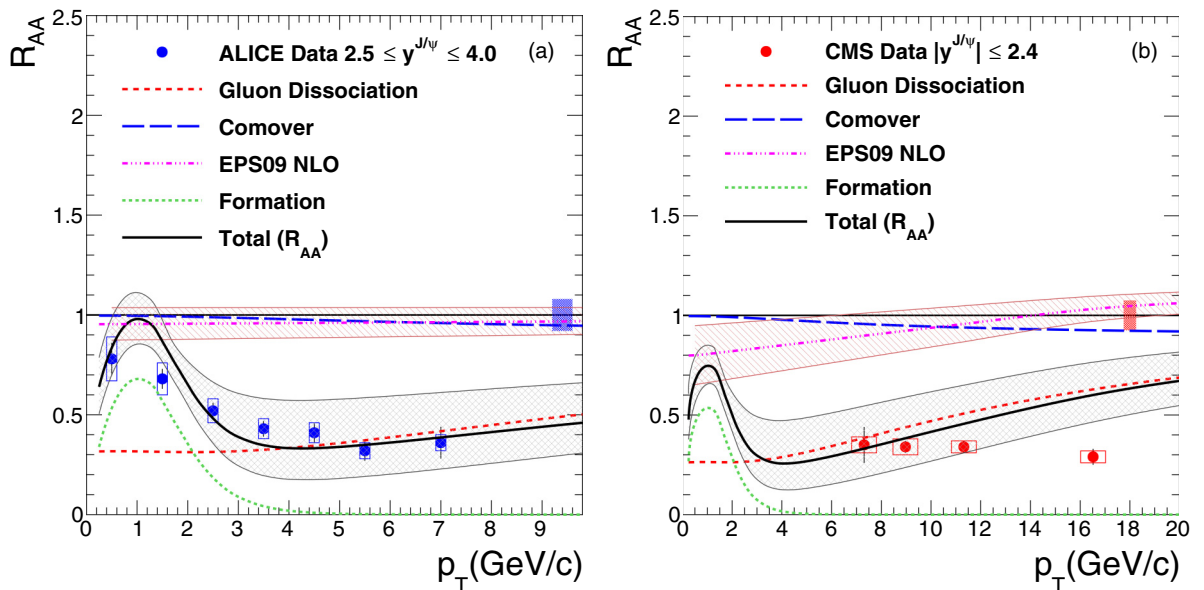 R_AA
2.5
2
1.5
1
0.5
0
ALICE Data 2.5 ≤ y^J/ψ ≤ 4.0
(a)
Gluon Dissociation
Comover
EPS09 NLO
Formation
Total (R_AA)
0 1 2 3 4 5 6 7 8 9
p_T(GeV/c)
R_AA
2.5
2
1.5
1
0.5
0
CMS Data |y^J/ψ| ≤ 2.4
(b)
Gluon Dissociation
Comover
EPS09 NLO
Formation
Total (R_AA)
0 2 4 6 8 10 12 14 16 18 20
p_T(GeV/c)